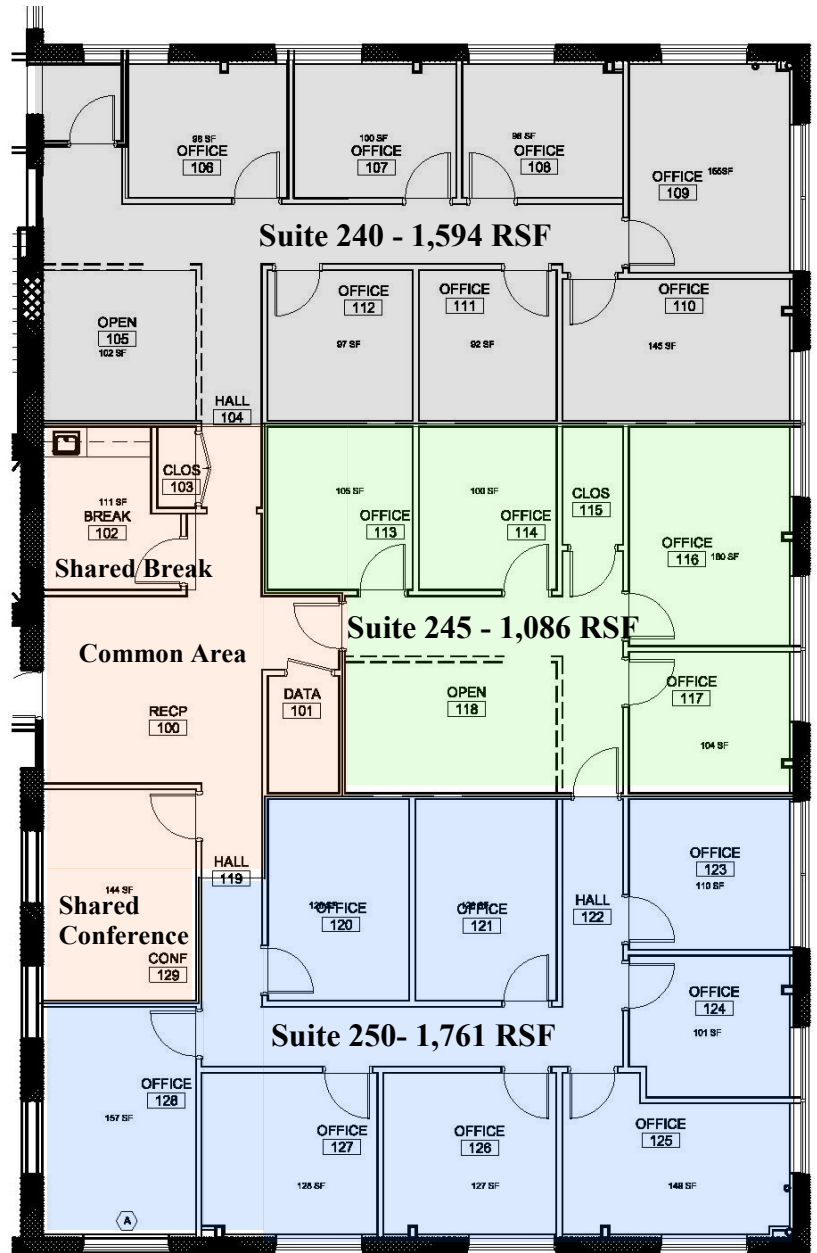 98 SF
OFFICE
106
100 SF
OFFICE
107
98 SF
OFFICE
108
OFFICE
109
Suite 240 - 1,594 RSF
OPEN
105
102 SF
OFFICE
112
97 SF
OFFICE
111
92 SF
OFFICE
110
145 SF
HALL
104
CLOS
103
111 SF
BREAK
102
Shared Break
105 SF
OFFICE
113
100 SF
OFFICE
114
CLOS
115
OFFICE
116
Suite 245 - 1,086 RSF
Common Area
RECP
100
DATA
101
OPEN
118
OFFICE
117
104 SF
HALL
119
144 SF
Shared
Conference
CONF
129
OFFICE
120
OFFICE
121
HALL
122
OFFICE
123
110 SF
OFFICE
124
101 SF
Suite 250- 1,761 RSF
OFFICE
128
157 SF
A
OFFICE
127
128 SF
OFFICE
126
127 SF
OFFICE
125